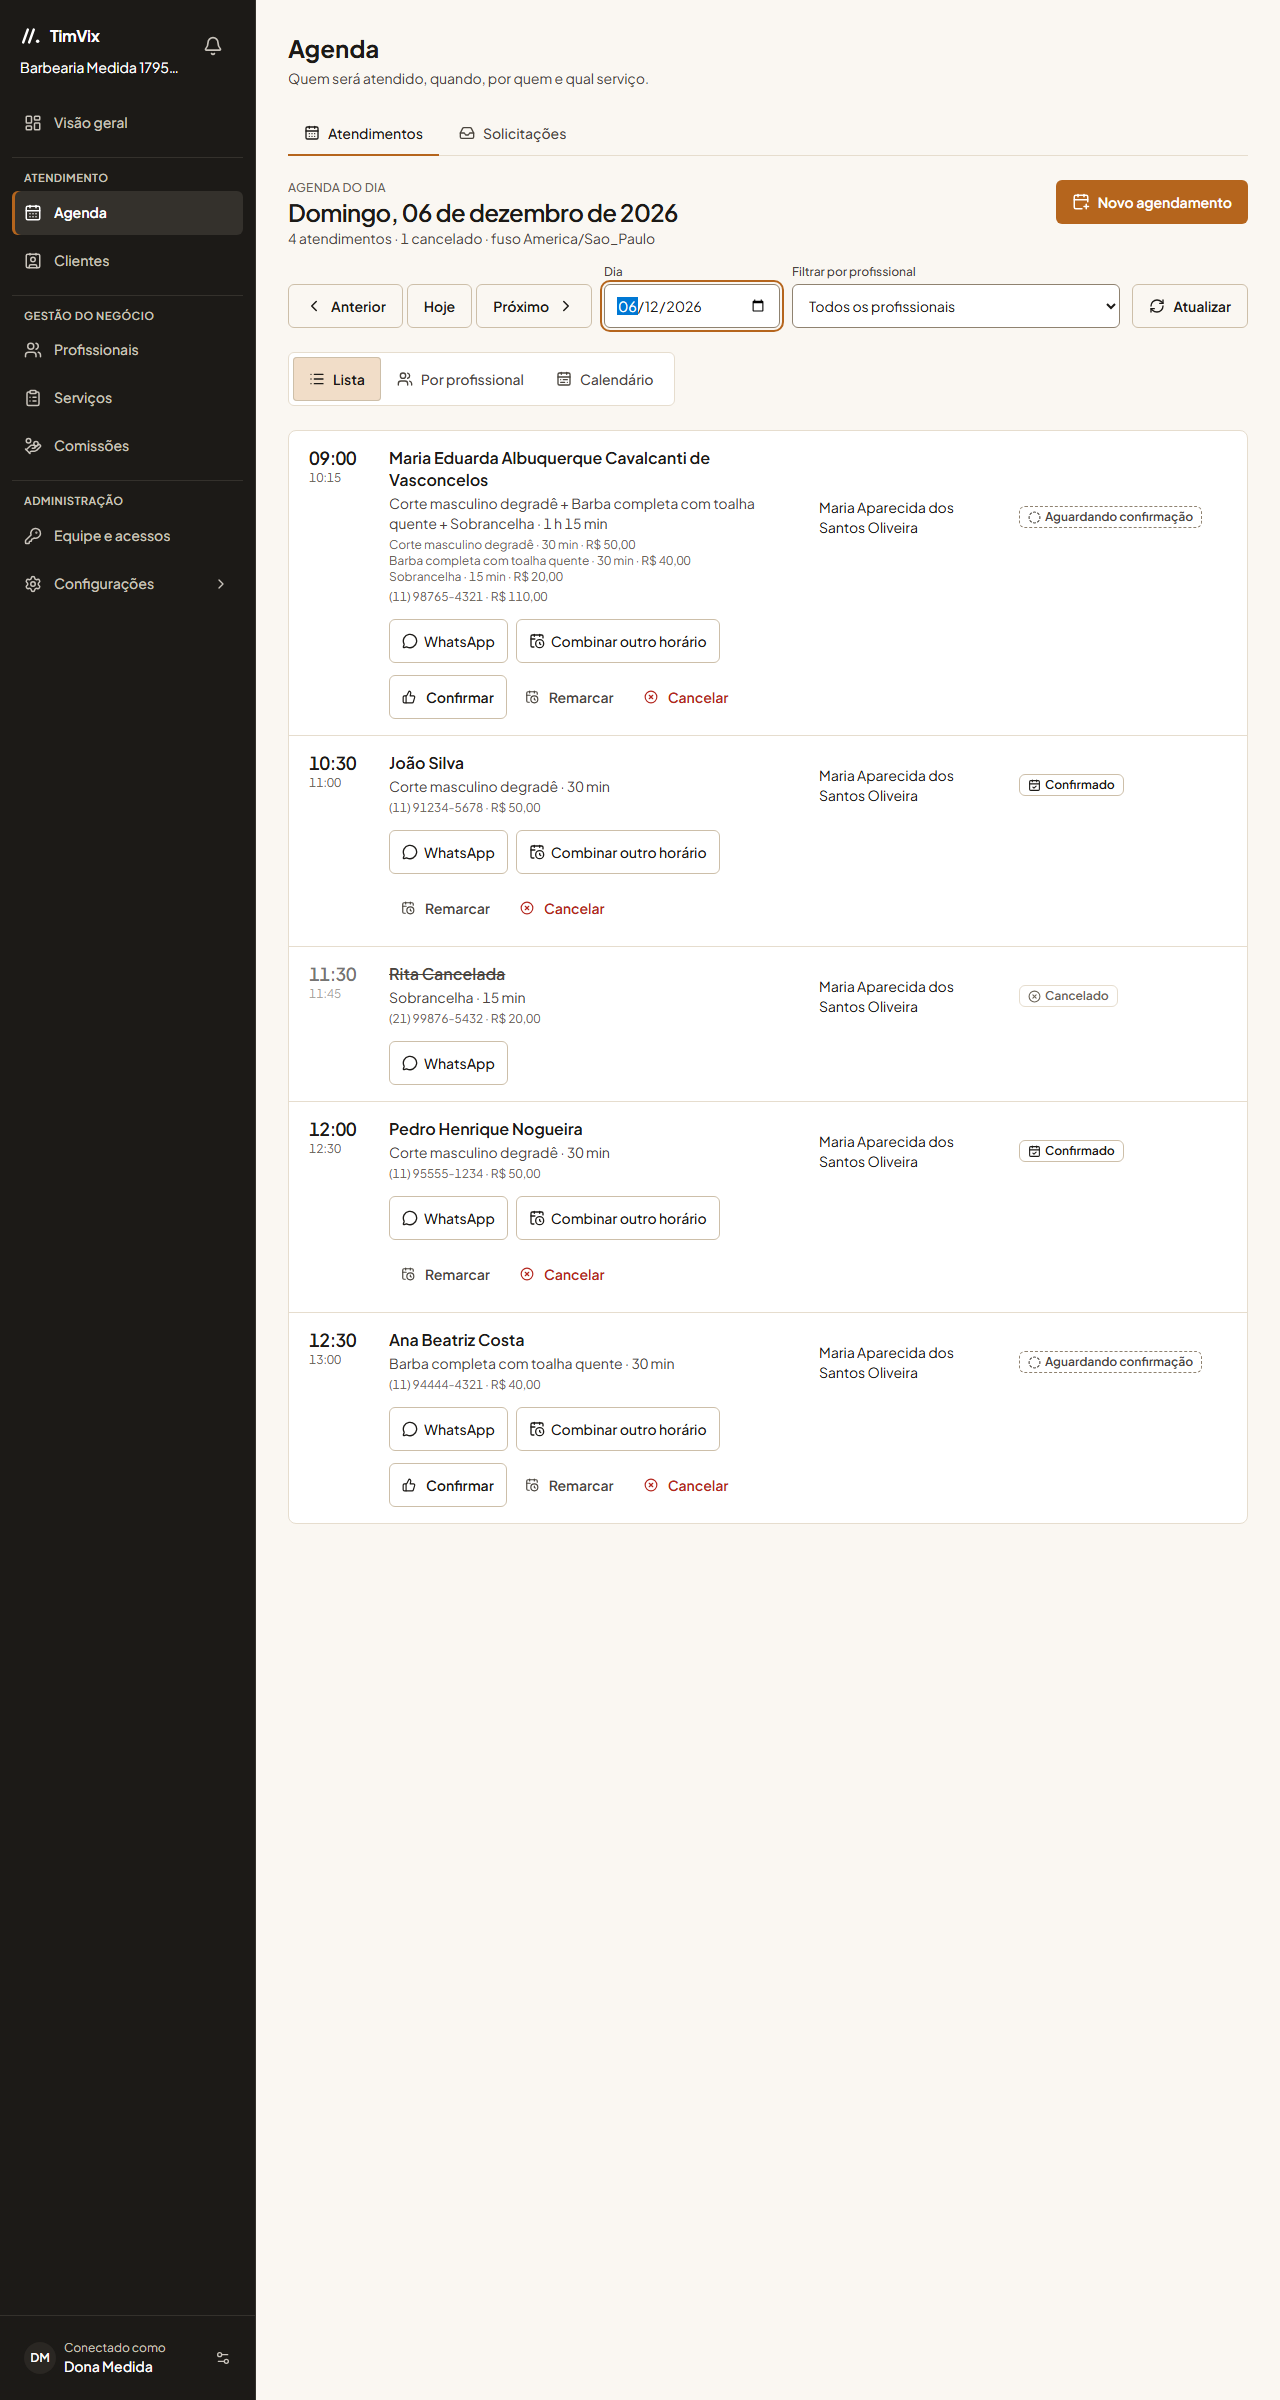 TimVix
Barbearia Medida 1795...
Visão geral
ATENDIMENTO
Agenda
Clientes
GESTÃO DO NEGÓCIO
Profissionais
Serviços
Comissões
ADMINISTRAÇÃO
Equipe e acessos
Configurações
DM
Conectado como
Dona Medida
Agenda
Quem será atendido, quando, por quem e qual serviço.
Atendimentos
Solicitações
AGENDA DO DIA
Domingo, 06 de dezembro de 2026
4 atendimentos · 1 cancelado · fuso America/Sao_Paulo
Novo agendamento
Anterior
Hoje
Próximo
Dia
06/12/2026
Filtrar por profissional
Todos os profissionais
Atualizar
Lista
Por profissional
Calendário
09:00
10:15
Maria Eduarda Albuquerque Cavalcanti de
Vasconcelos
Corte masculino degradê + Barba completa com toalha
quente + Sobrancelha · 1 h 15 min
Corte masculino degradê · 30 min · R$ 50,00
Barba completa com toalha quente · 30 min · R$ 40,00
Sobrancelha · 15 min · R$ 20,00
(11) 98765-4321 · R$ 110,00
Maria Aparecida dos
Santos Oliveira
Aguardando confirmação
WhatsApp
Combinar outro horário
Confirmar
Remarcar
Cancelar
10:30
11:00
João Silva
Corte masculino degradê · 30 min
(11) 91234-5678 · R$ 50,00
Maria Aparecida dos
Santos Oliveira
Confirmado
WhatsApp
Combinar outro horário
Remarcar
Cancelar
11:30
11:45
Rita Cancelada
Sobrancelha · 15 min
(21) 99876-5432 · R$ 20,00
Maria Aparecida dos
Santos Oliveira
Cancelado
WhatsApp
12:00
12:30
Pedro Henrique Nogueira
Corte masculino degradê · 30 min
(11) 95555-1234 · R$ 50,00
Maria Aparecida dos
Santos Oliveira
Confirmado
WhatsApp
Combinar outro horário
Remarcar
Cancelar
12:30
13:00
Ana Beatriz Costa
Barba completa com toalha quente · 30 min
(11) 94444-4321 · R$ 40,00
Maria Aparecida dos
Santos Oliveira
Aguardando confirmação
WhatsApp
Combinar outro horário
Confirmar
Remarcar
Cancelar